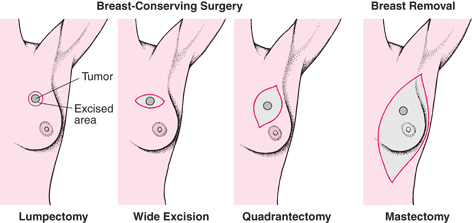 Breast-Conserving Surgery
Breast Removal
Tumor
Excised
area
Lumpectomy
Wide Excision
Quadrantectomy
Mastectomy